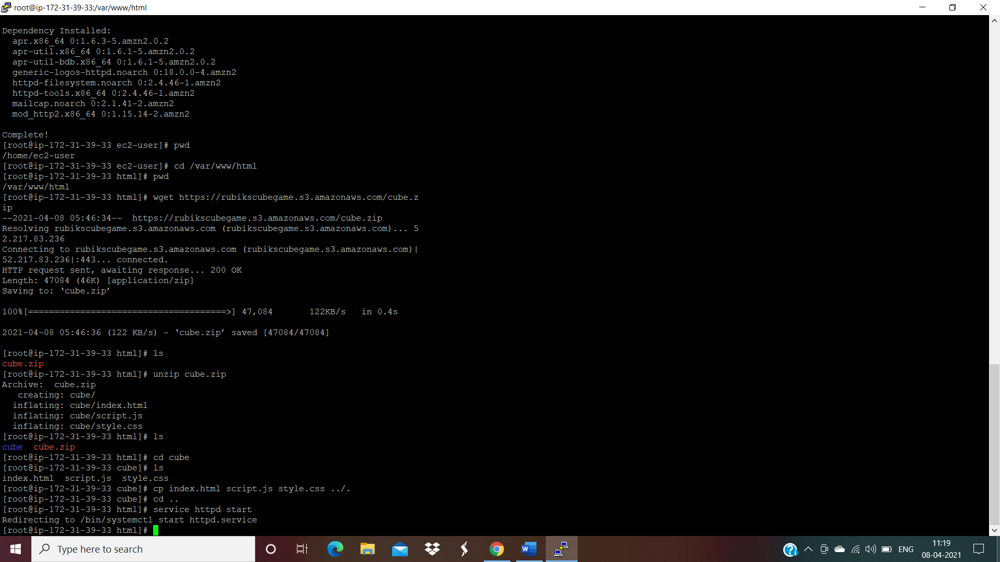 root@ip-172-31-39-33:/var/www/html
Dependency Installed:
  apr.x86_64 0:1.6.3-5.amzn2.0.2
  apr-util.x86_64 0:1.6.1-5.amzn2.0.2
  apr-util-bdb.x86_64 0:1.6.1-5.amzn2.0.2
  generic-logos-httpd.noarch 0:18.0.0-4.amzn2
  httpd-filesystem.noarch 0:2.4.46-1.amzn2
  httpd-tools.x86_64 0:2.4.46-1.amzn2
  mailcap.noarch 0:2.1.41-2.amzn2
  mod_http2.x86_64 0:1.15.14-2.amzn2
Complete!
[root@ip-172-31-39-33 ec2-user]# pwd
/home/ec2-user
[root@ip-172-31-39-33 ec2-user]# cd /var/www/html
[root@ip-172-31-39-33 html]# pwd
/var/www/html
[root@ip-172-31-39-33 html]# wget https://rubikscubegame.s3.amazonaws.com/cube.z
ip
--2021-04-08 05:46:34--  https://rubikscubegame.s3.amazonaws.com/cube.zip
Resolving rubikscubegame.s3.amazonaws.com (rubikscubegame.s3.amazonaws.com)... 5
2.217.83.236
Connecting to rubikscubegame.s3.amazonaws.com (rubikscubegame.s3.amazonaws.com)|
52.217.83.236|:443... connected.
HTTP request sent, awaiting response... 200 OK
Length: 47084 (46K) [application/zip]
Saving to: ‘cube.zip’
100%[======================================>] 47,084       122KB/s   in 0.4s
2021-04-08 05:46:36 (122 KB/s) - ‘cube.zip’ saved [47084/47084]
[root@ip-172-31-39-33 html]# ls
cube.zip
[root@ip-172-31-39-33 html]# unzip cube.zip
Archive:  cube.zip
   creating: cube/
  inflating: cube/index.html
  inflating: cube/script.js
  inflating: cube/style.css
[root@ip-172-31-39-33 html]# ls
cube  cube.zip
[root@ip-172-31-39-33 html]# cd cube
[root@ip-172-31-39-33 cube]# ls
index.html  script.js  style.css
[root@ip-172-31-39-33 cube]# cp index.html script.js style.css ../.
[root@ip-172-31-39-33 cube]# cd ..
[root@ip-172-31-39-33 html]# service httpd start
Redirecting to /bin/systemctl start httpd.service
[root@ip-172-31-39-33 html]#
Type here to search
ENG
11:19
08-04-2021